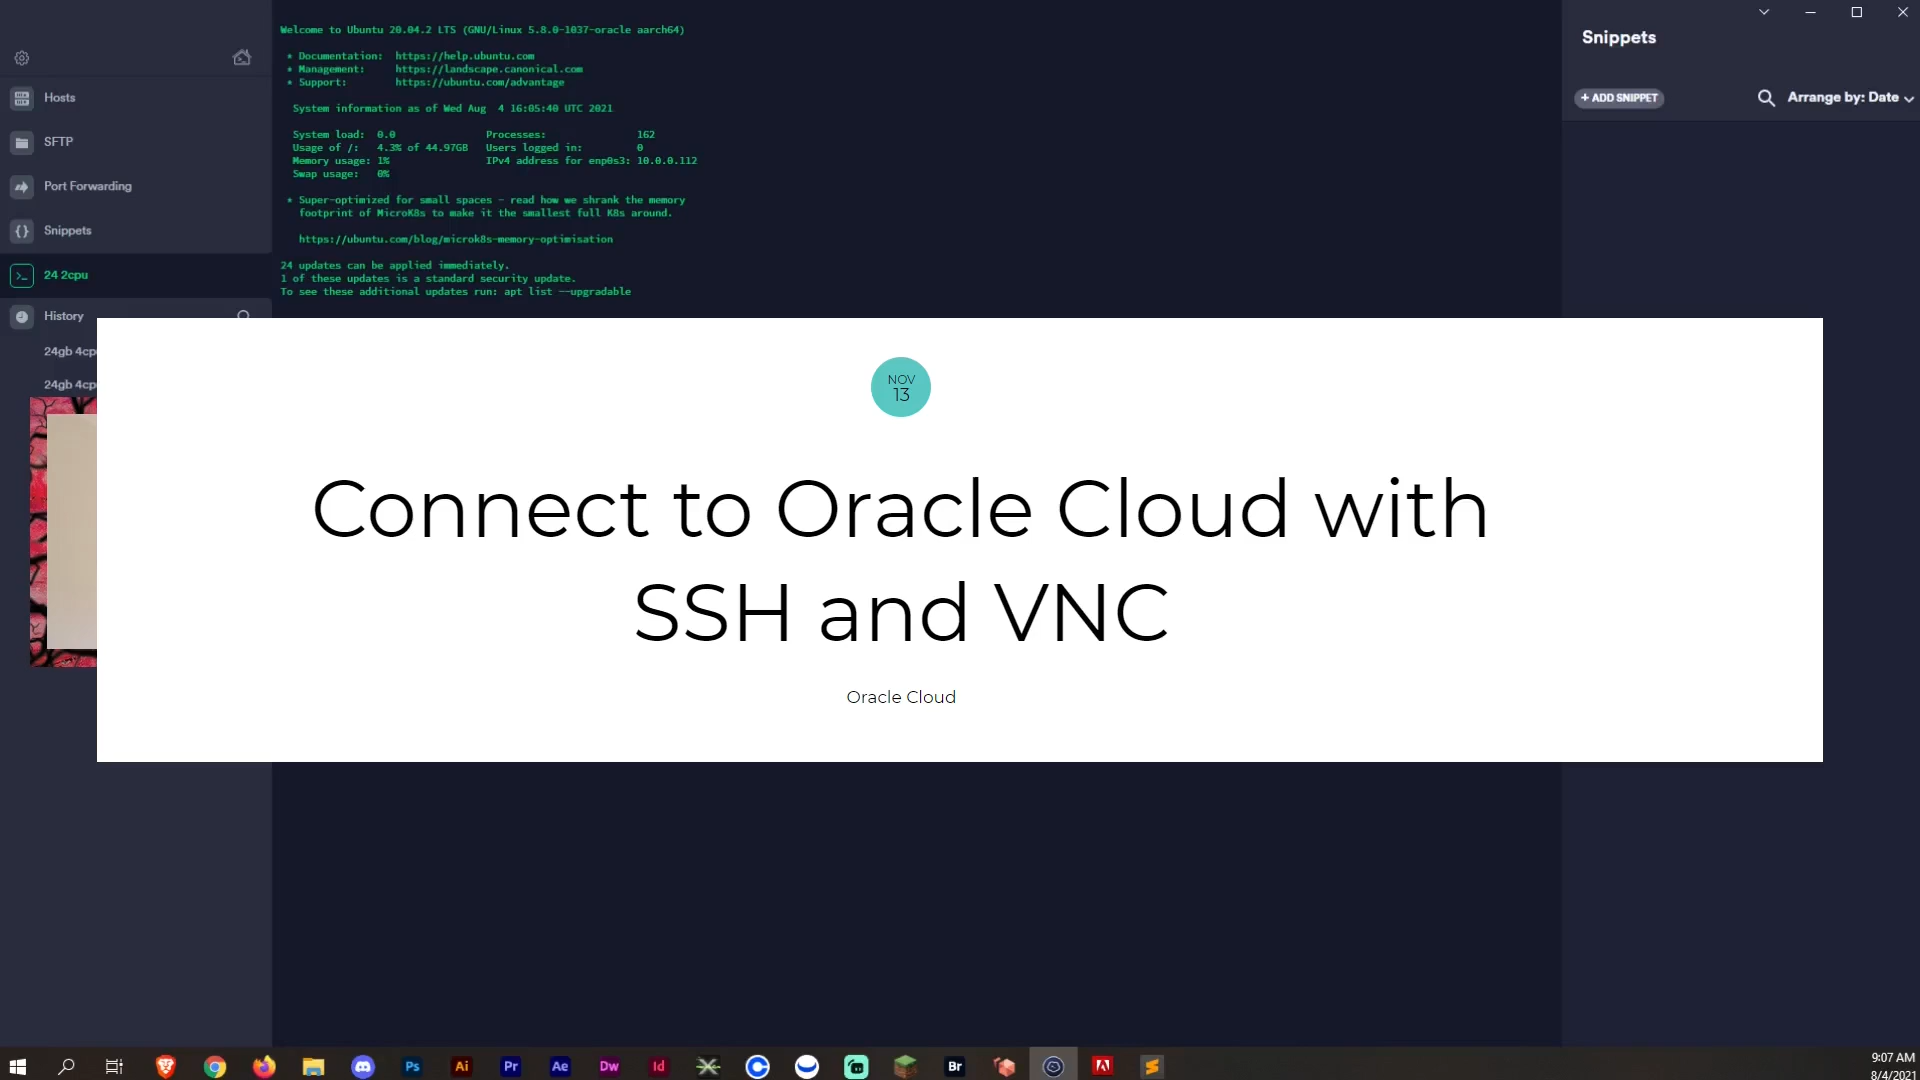 Welcome to Ubuntu 20.04.2 LTS (GNU/Linux 5.8.0-1037-oracle aarch64)
* Documentation: https://help.ubuntu.com
* Management: https://landscape.canonical.com
* Support: https://ubuntu.com/advantage
System information as of Wed Aug 4 16:05:40 UTC 2021
System load: 0.0 Processes: 162
Usage of /: 4.3% of 44.97GB Users logged in: 0
Memory usage: 1% IPv4 address for enp0s3: 10.0.0.112
Swap usage: 0%
* Super-optimized for small spaces - read how we shrank the memory
footprint of MicroK8s to make it the smallest full K8s around.
https://ubuntu.com/blog/microk8s-memory-optimisation
24 updates can be applied immediately.
1 of these updates is a standard security update.
To see these additional updates run: apt list --upgradable
Hosts
SFTP
Port Forwarding
Snippets
24 2cpu
History
24gb 4cp
24gb 4cp
Snippets
+ ADD SNIPPET
Arrange by: Date
NOV
13
Connect to Oracle Cloud with
SSH and VNC
Oracle Cloud
Ps
Ai
Pr
Ae
Dw
Id
Br
9:07 AM
8/4/2021